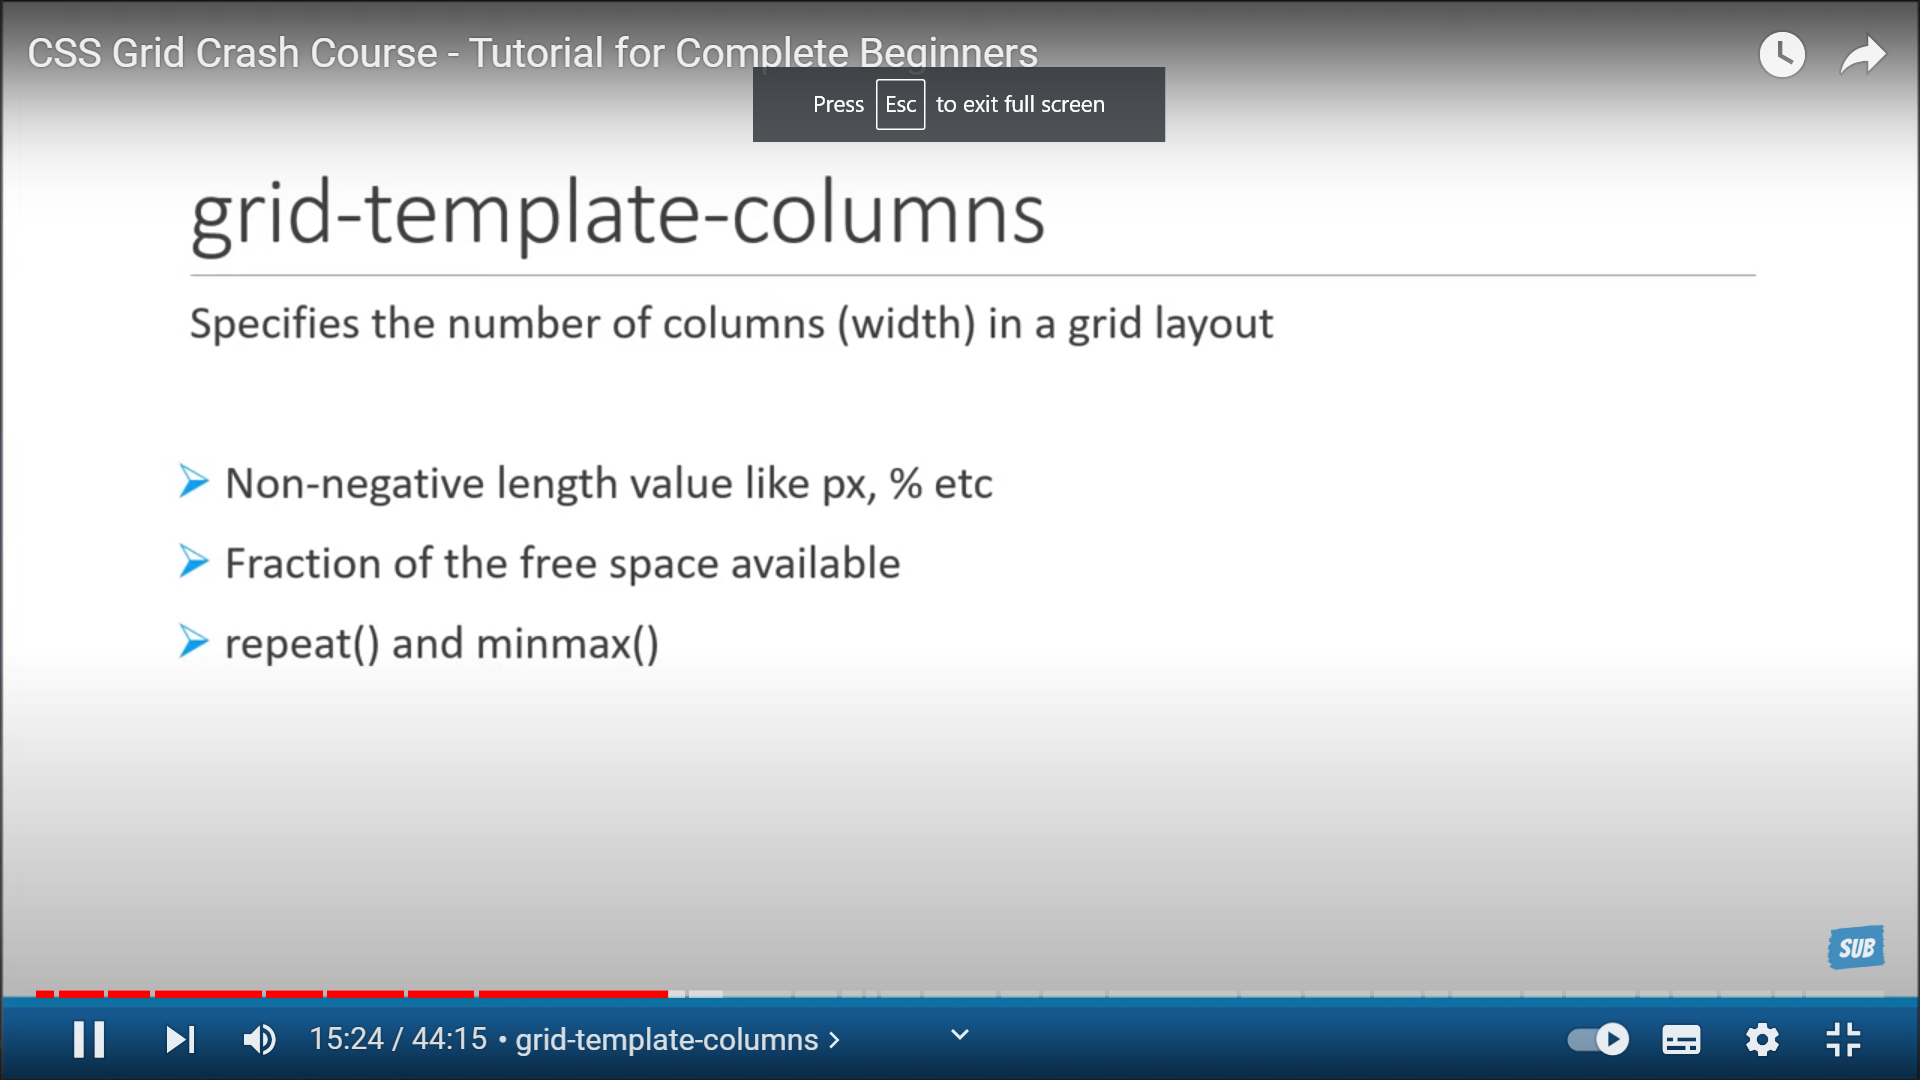 CSS Grid Crash Course - Tutorial for Complete Beginners
Press Esc to exit full screen
grid-template-columns
Specifies the number of columns (width) in a grid layout
Non-negative length value like px, % etc
Fraction of the free space available
repeat() and minmax()
SUB
15:24 / 44:15 • grid-template-columns